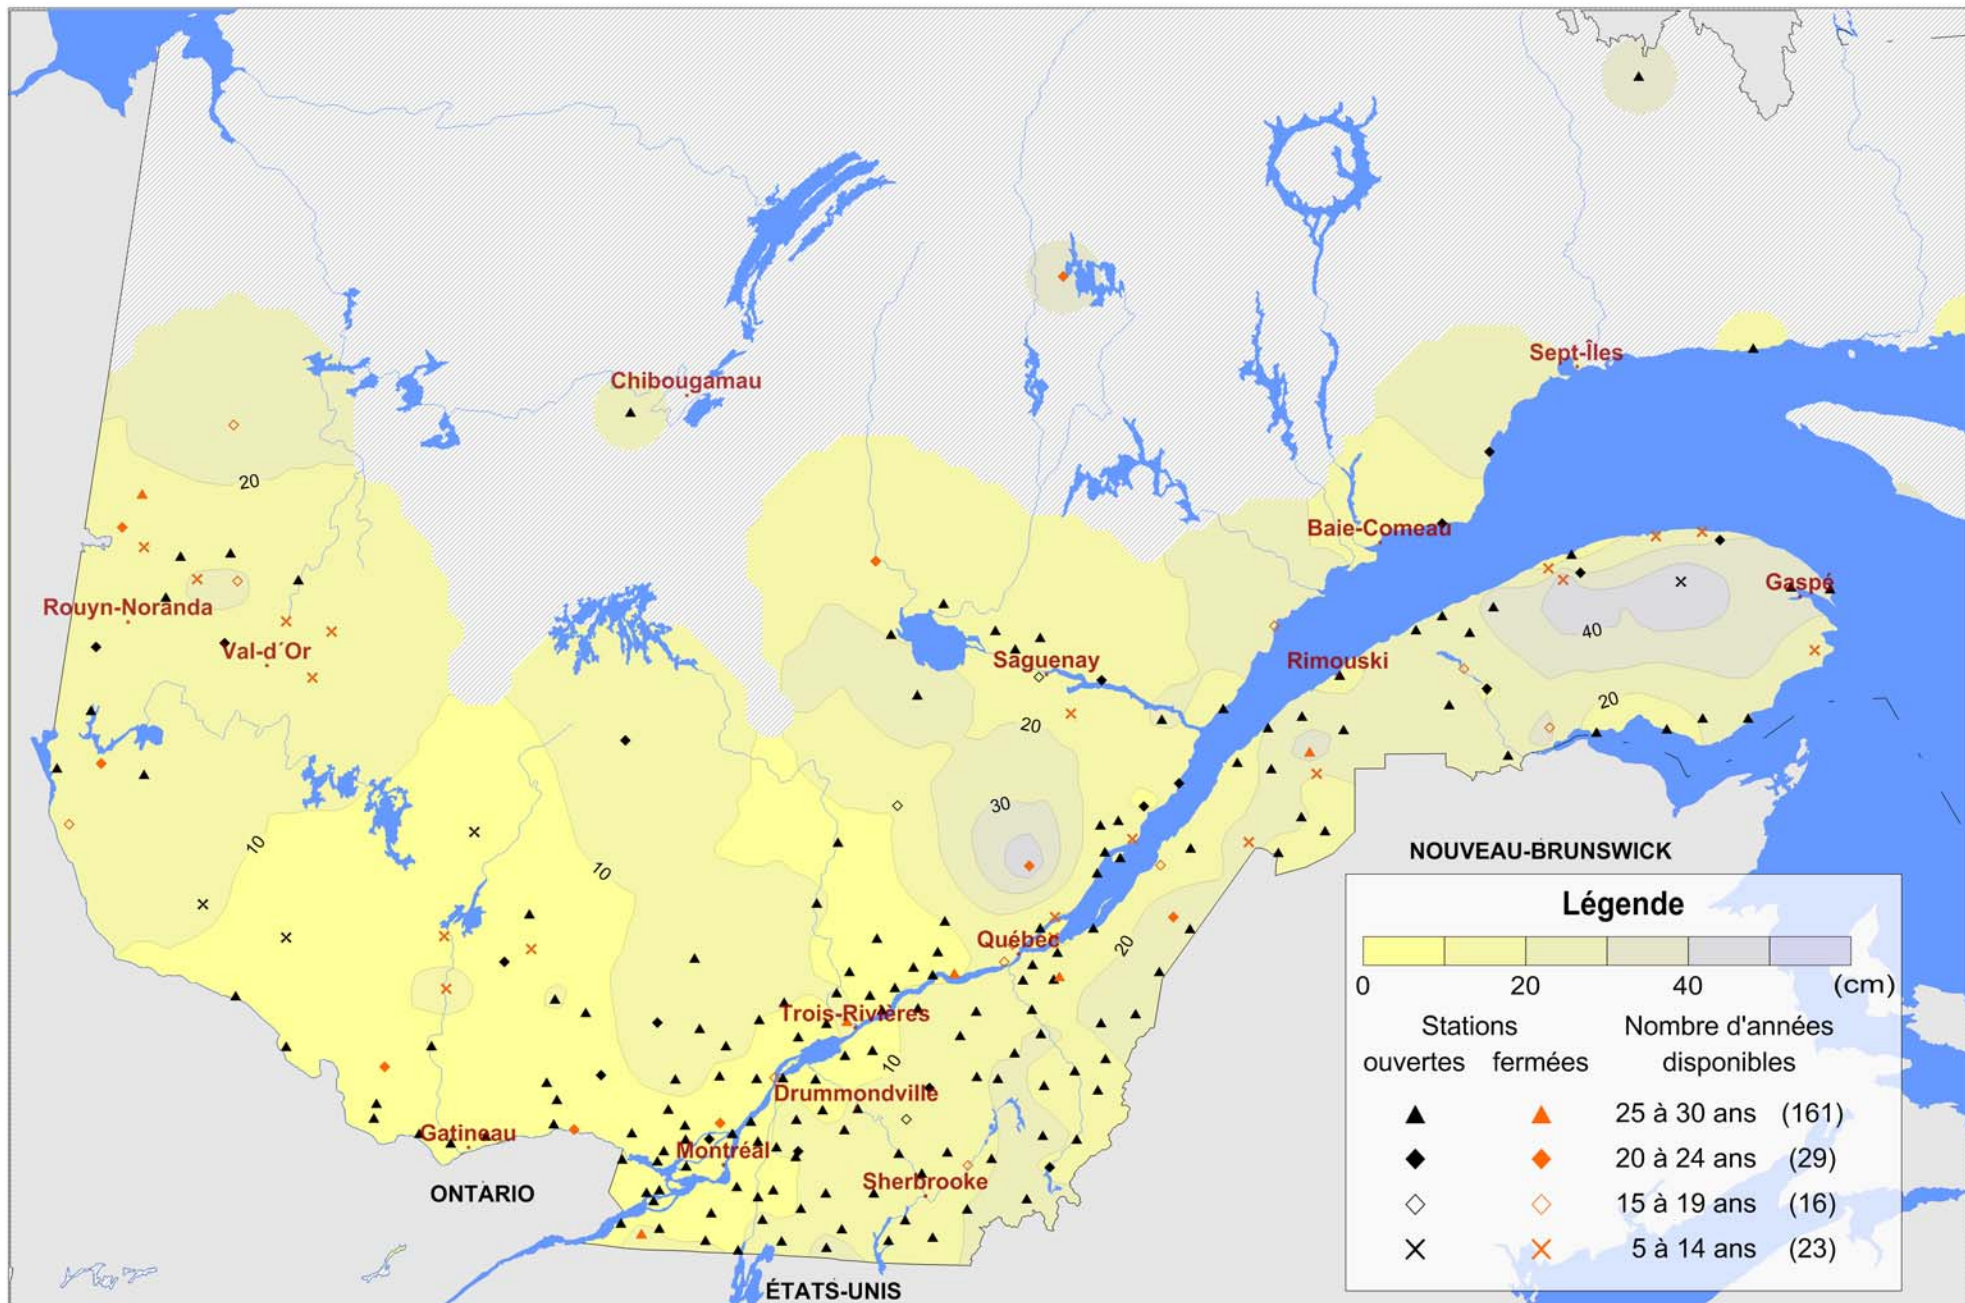 Sept-Îles
Chibougamau
20
Baie-Comeau
Gaspé
Rouyn-Noranda
40
Val-d´Or
Saguenay
Rimouski
20
20
30
10
10
NOUVEAU-BRUNSWICK
Québec
20
Trois-Rivières
10
Drummondville
Gatineau
Montréal
Sherbrooke
ONTARIO
ÉTATS-UNIS
Légende
0 20 40 (cm)
Stations Nombre d'années
ouvertes fermées disponibles
25 à 30 ans (161)
20 à 24 ans (29)
15 à 19 ans (16)
5 à 14 ans (23)